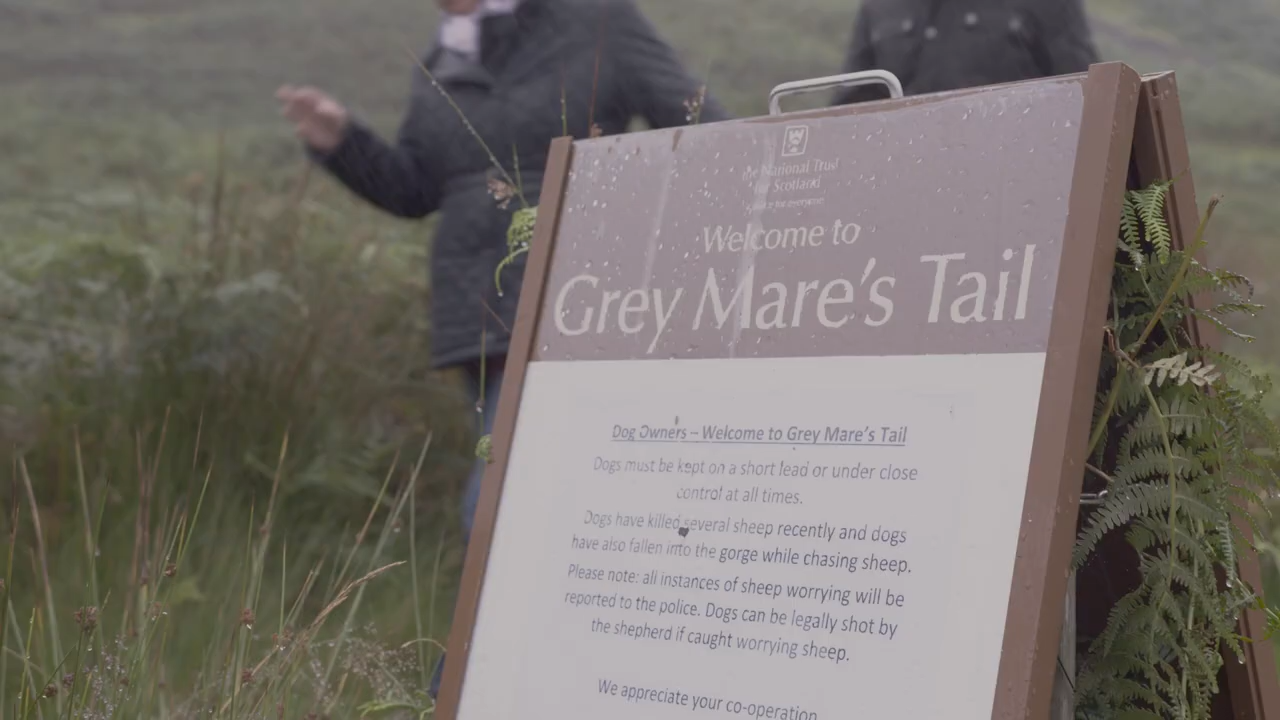 the National Trust
for Scotland
a place for everyone
Welcome to
Grey Mare's Tail
Dog Owners – Welcome to Grey Mare's Tail
Dogs must be kept on a short lead or under close
control at all times.
Dogs have killed several sheep recently and dogs
have also fallen into the gorge while chasing sheep.
Please note: all instances of sheep worrying will be
reported to the police. Dogs can be legally shot by
the shepherd if caught worrying sheep.
We appreciate your co-operation